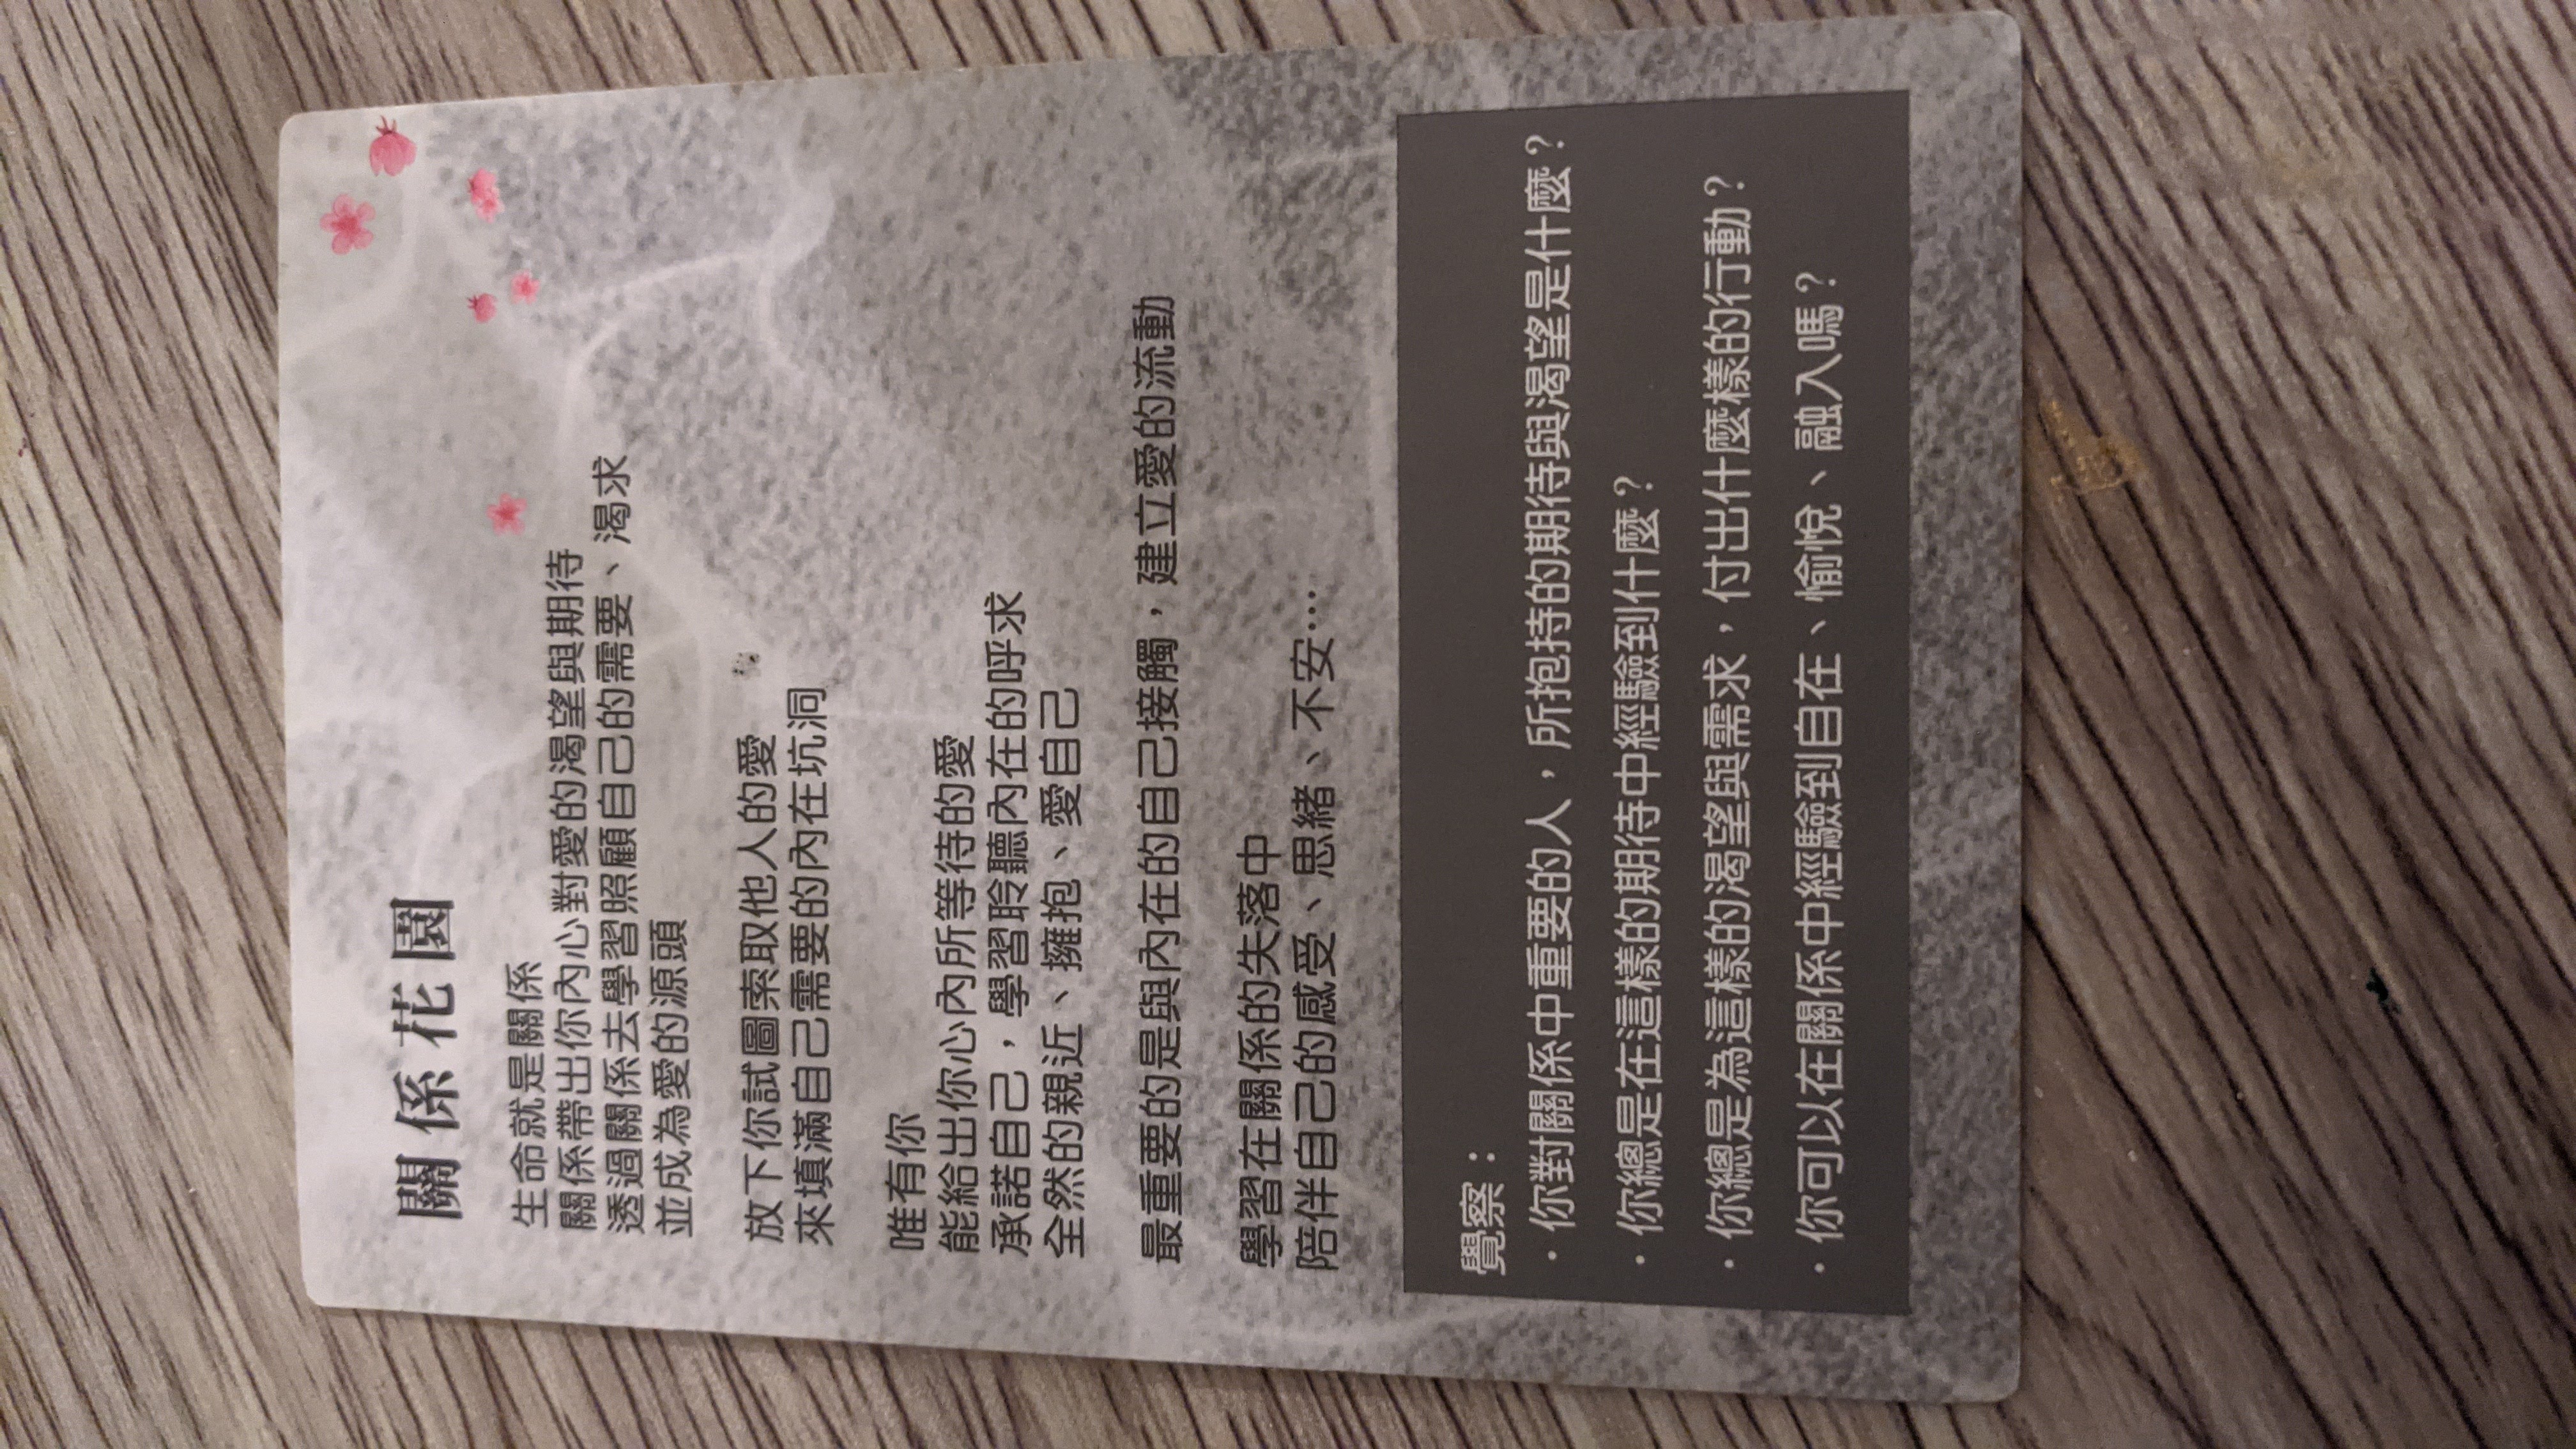 關係花園
生命就是關係
關係帶出你內心對愛的渴望與期待
透過關係去學習照顧自己的需要、渴求
並成為愛的源頭
放下你試圖索取他人的愛
來填滿自己需要的內在坑洞
唯有你
能給出你心內所等待的愛
承諾自己，學習聆聽內在的呼求
全然的親近、擁抱、愛自己
最重要的是與內在的自己接觸，建立愛的流動
學習在關係的失落中
陪伴自己的感受、思緒、不安…
覺察：
·你對關係中重要的人，所抱持的期待與渴望是什麼？
·你總是在這樣的期待中經驗到什麼？
·你總是為這樣的渴望與需求，付出什麼樣的行動？
·你可以在關係中經驗到自在、愉悅、融入嗎？